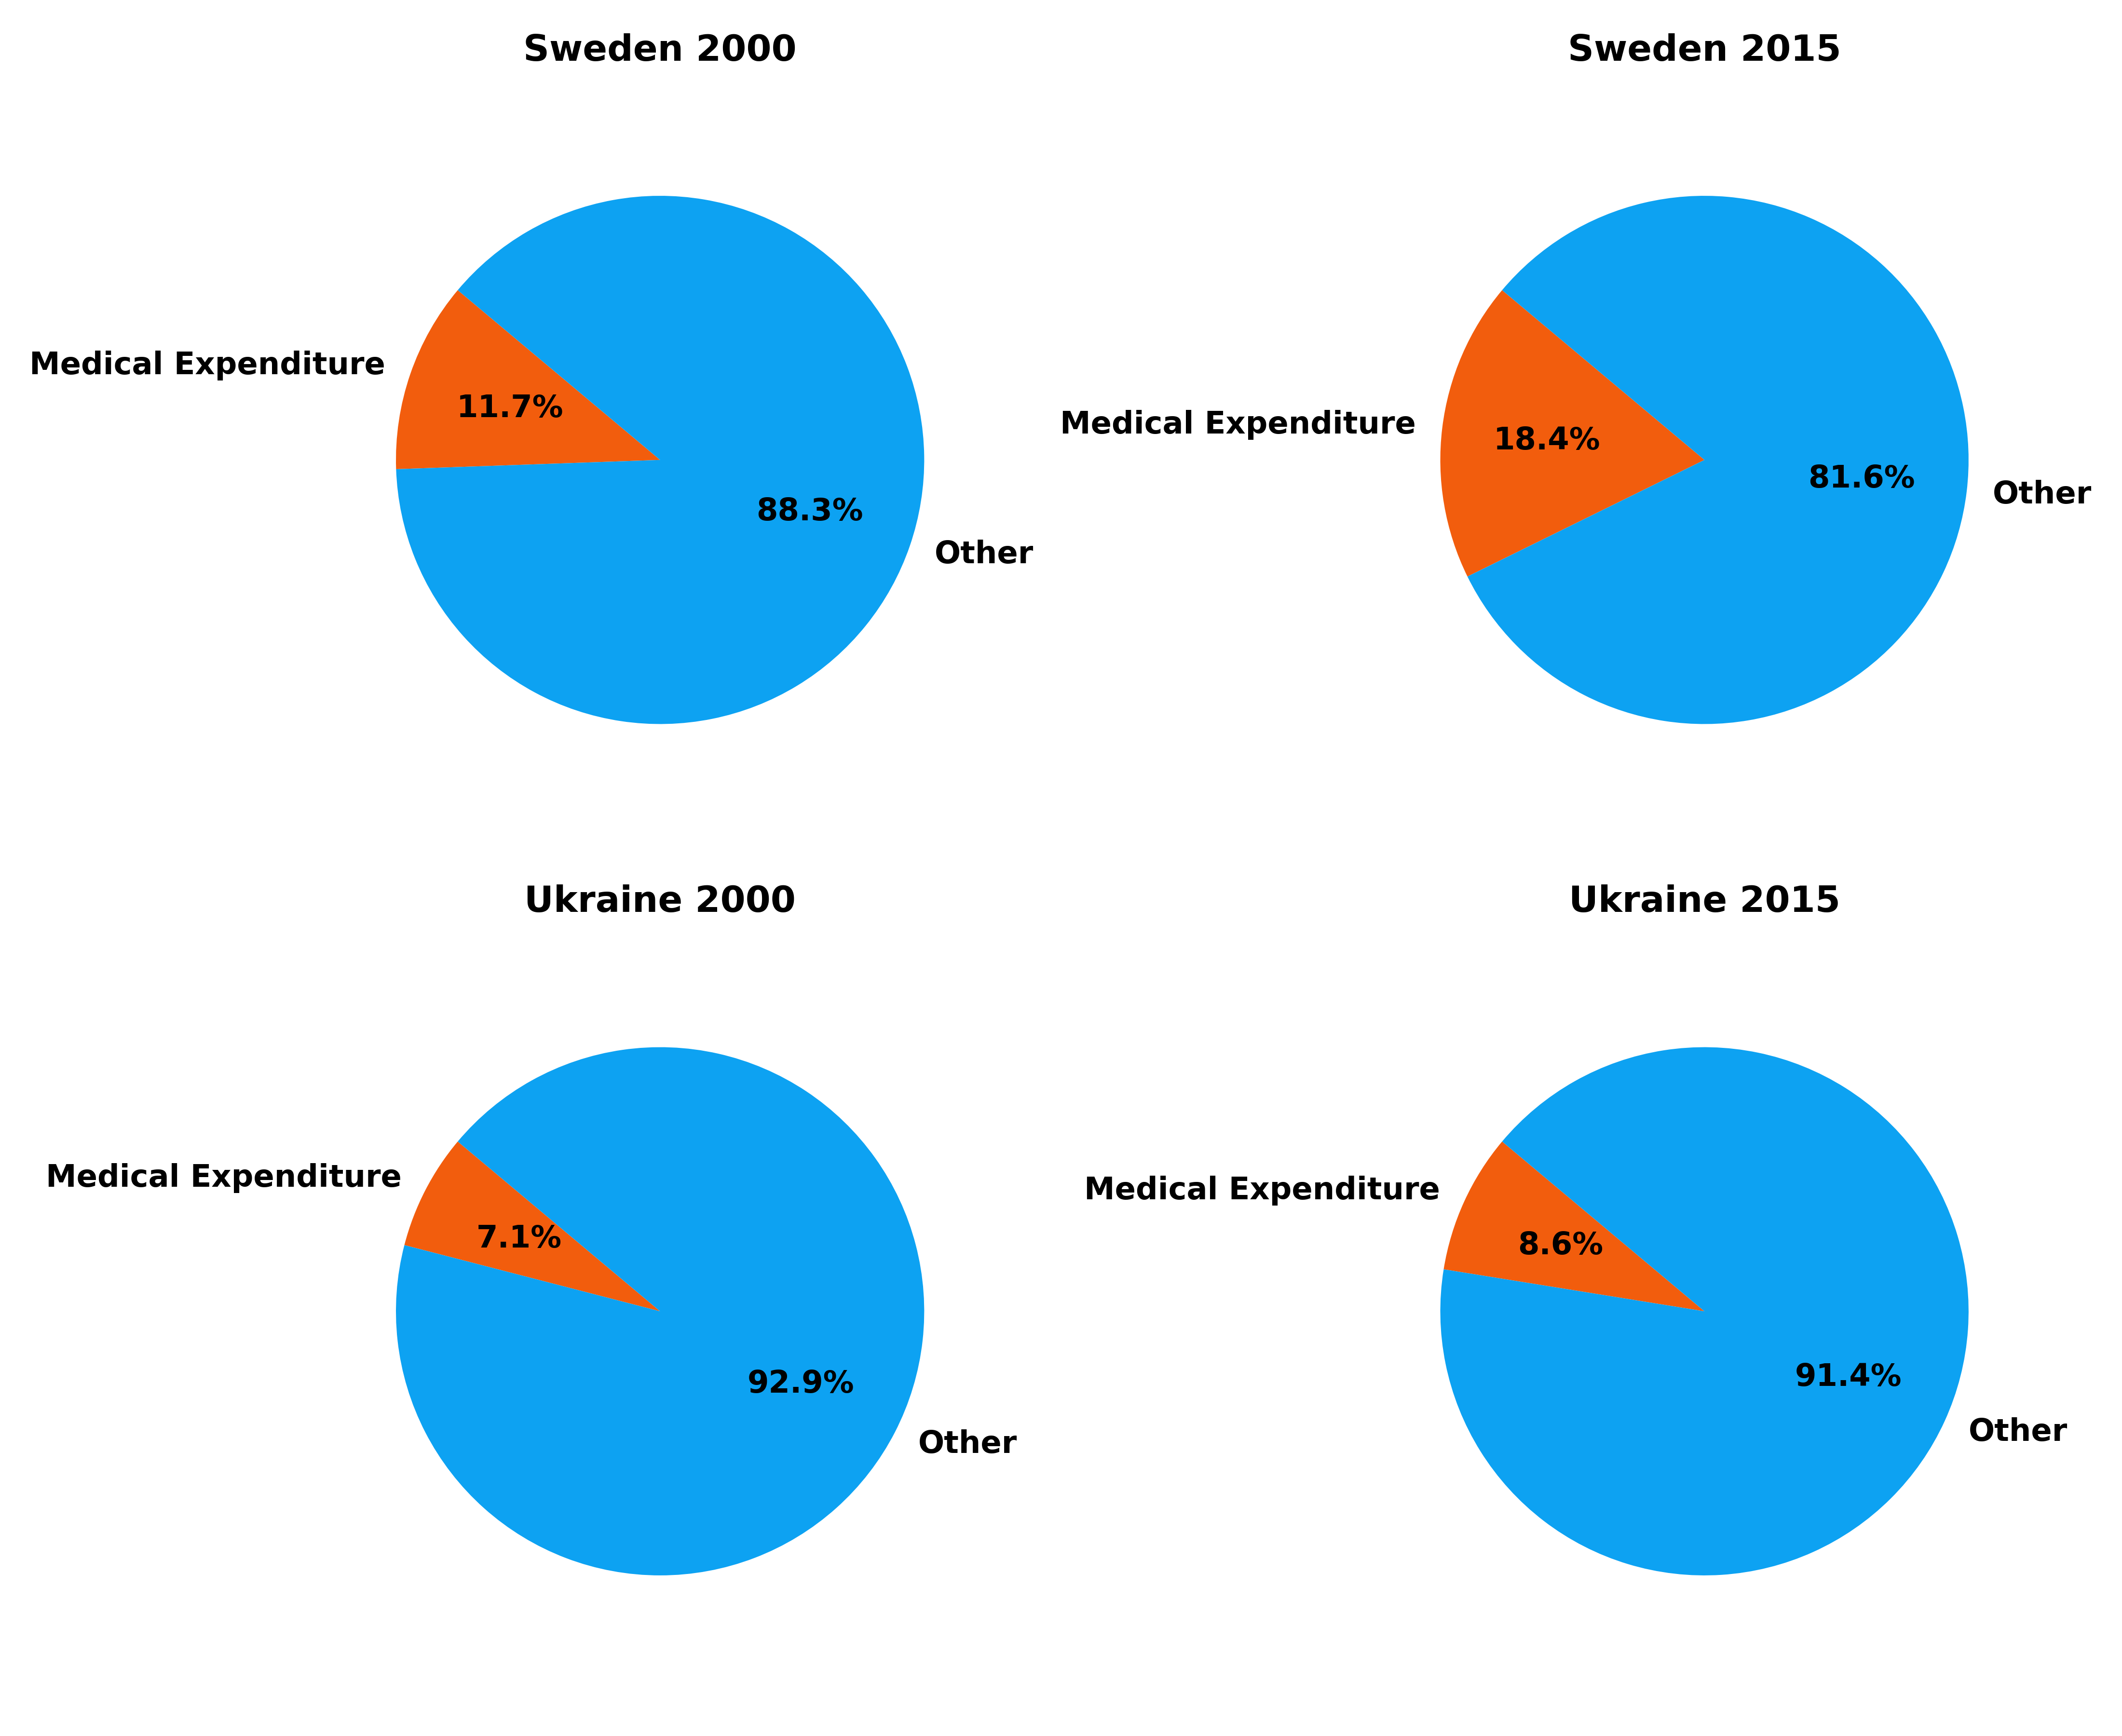 Sweden 2000
Medical Expenditure
11.7%
88.3%
Other
Sweden 2015
Medical Expenditure
18.4%
81.6%
Other
Ukraine 2000
Medical Expenditure
7.1%
92.9%
Other
Ukraine 2015
Medical Expenditure
8.6%
91.4%
Other